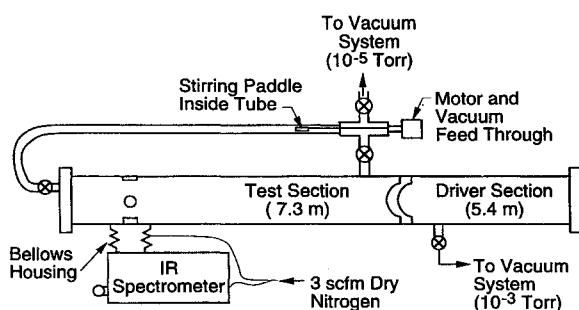 To Vacuum
System
(10-5 Torr)
Stirring Paddle
Inside Tube
Motor and
Vacuum
Feed Through
Test Section
(7.3 m)
Driver Section
(5.4 m)
Bellows
Housing
IR
Spectrometer
3 scfm Dry
Nitrogen
To Vacuum
System
(10-3 Torr)